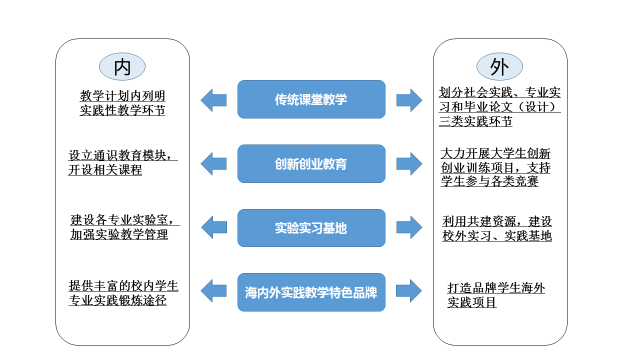 内
教学计划内列明
实践性教学环节
设立通识教育模块，
开设相关课程
建设各专业实验室，
加强实验教学管理
提供丰富的校内学生
专业实践锻炼途径
传统课堂教学
创新创业教育
实验实习基地
海内外实践教学特色品牌
外
划分社会实践、专业实
习和毕业论文（设计）
三类实践环节
大力开展大学生创新
创业训练项目，支持
学生参与各类竞赛
利用共建资源，建设
校外实习、实践基地
打造品牌学生海外
实践项目